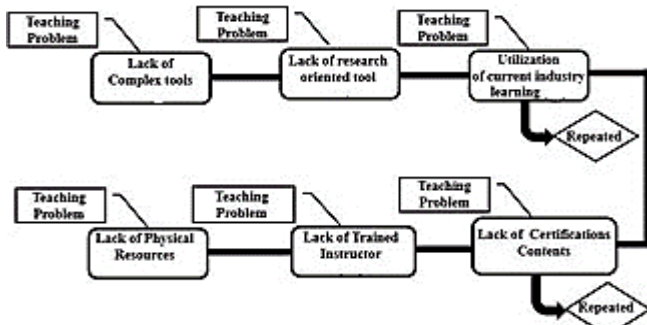 Teaching
Problem
Teaching
Problem
Teaching
Problem
Lack of
Complex tools
Lack of research
oriented tool
Utilization
of current industry
learning
Repeated
Teaching
Problem
Teaching
Problem
Teaching
Problem
Lack of Physical
Resources
Lack of Trained
Instructor
Lack of Certifications
Contents
Repeated